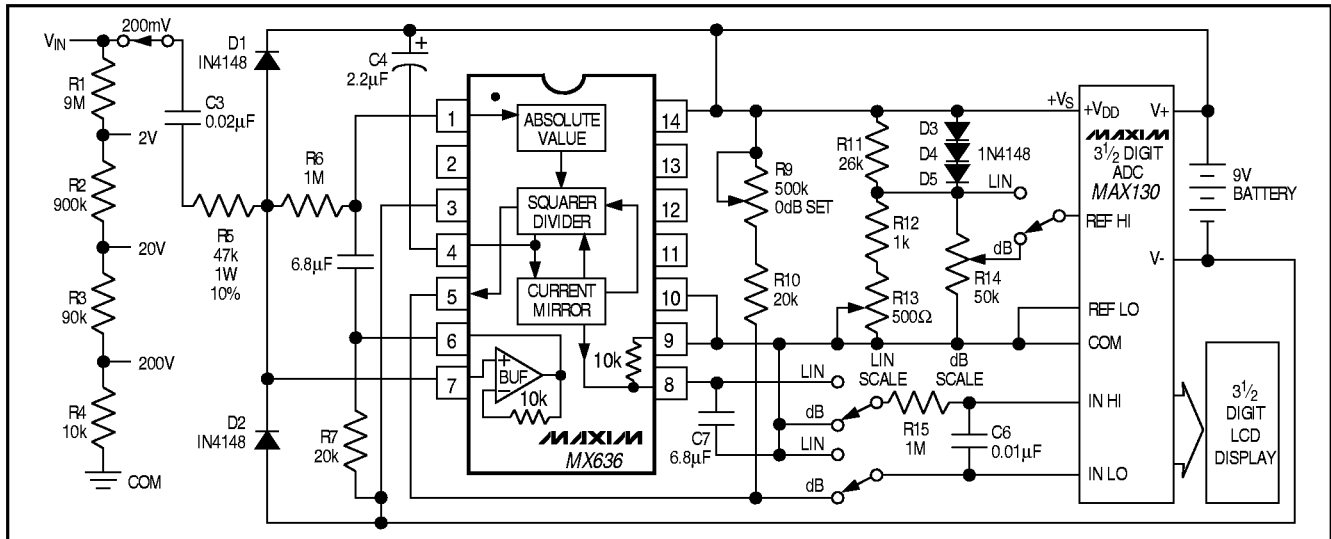 VIN
200mV
R1
9M
2V
R2
900k
20V
R3
90k
200V
R4
10k
COM
C3
0.02µF
R5
47k
1W
10%
D1
IN4148
R6
1M
6.8µF
D2
IN4148
R7
20k
C4
2.2µF
+
1
2
3
4
5
6
7
14
13
12
11
10
9
8
ABSOLUTE
VALUE
SQUARER
DIVIDER
CURRENT
MIRROR
+
BUF
−
10k
10k
MAXIM
MX636
R9
500k
0dB SET
R10
20k
R11
26k
R12
1k
R13
500Ω
D3
D4
D5
1N4148
LIN
dB
R14
50k
LIN
SCALE
dB
SCALE
C7
6.8µF
LIN
dB
LIN
dB
R15
1M
C6
0.01µF
+VS
+VDD
V+
MAXIM
3½ DIGIT
ADC
MAX130
REF HI
V-
REF LO
COM
IN HI
IN LO
9V
BATTERY
3½
DIGIT
LCD
DISPLAY